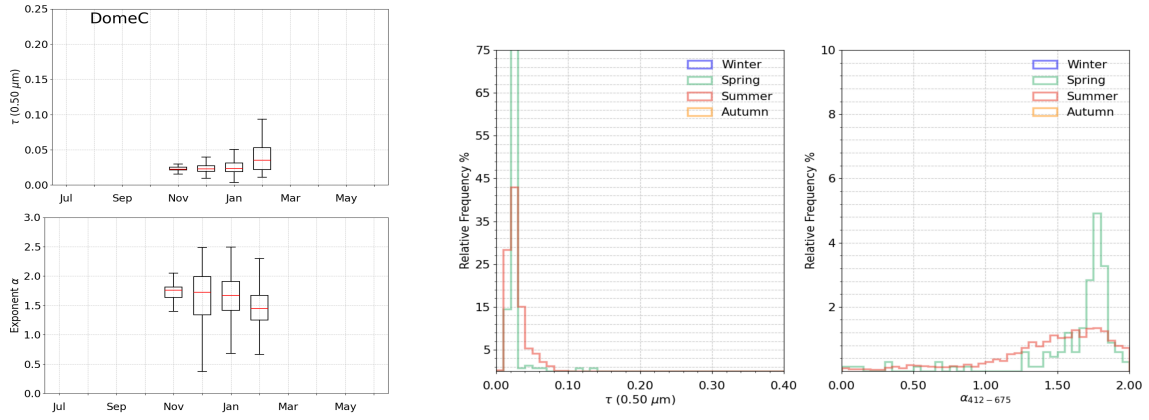 DomeC
τ (0.50 μm)
0.25
0.20
0.15
0.10
0.05
0.00
Jul Sep Nov Jan Mar May
Exponent α
3.0
2.5
2.0
1.5
1.0
0.5
0.0
Jul Sep Nov Jan Mar May
Relative Frequency %
75
65
55
45
35
25
15
5
Winter
Spring
Summer
Autumn
0.00 0.10 0.20 0.30 0.40
τ (0.50 μm)
Relative Frequency %
10
8
6
4
2
Winter
Spring
Summer
Autumn
0.00 0.50 1.00 1.50 2.00
α412−675